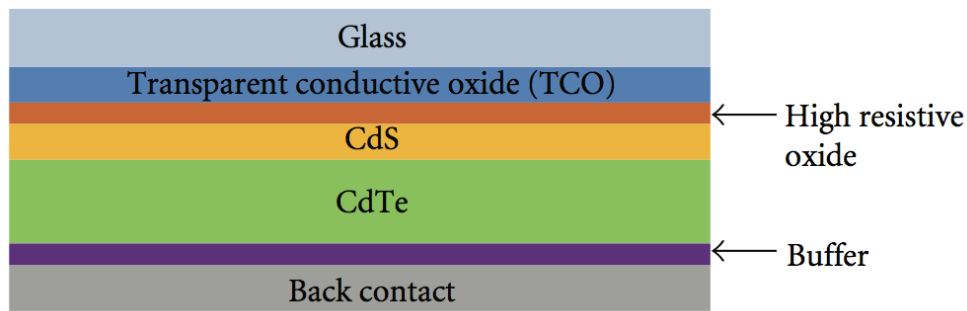 Glass
Transparent conductive oxide (TCO)
High resistive
oxide
CdS
CdTe
Buffer
Back contact